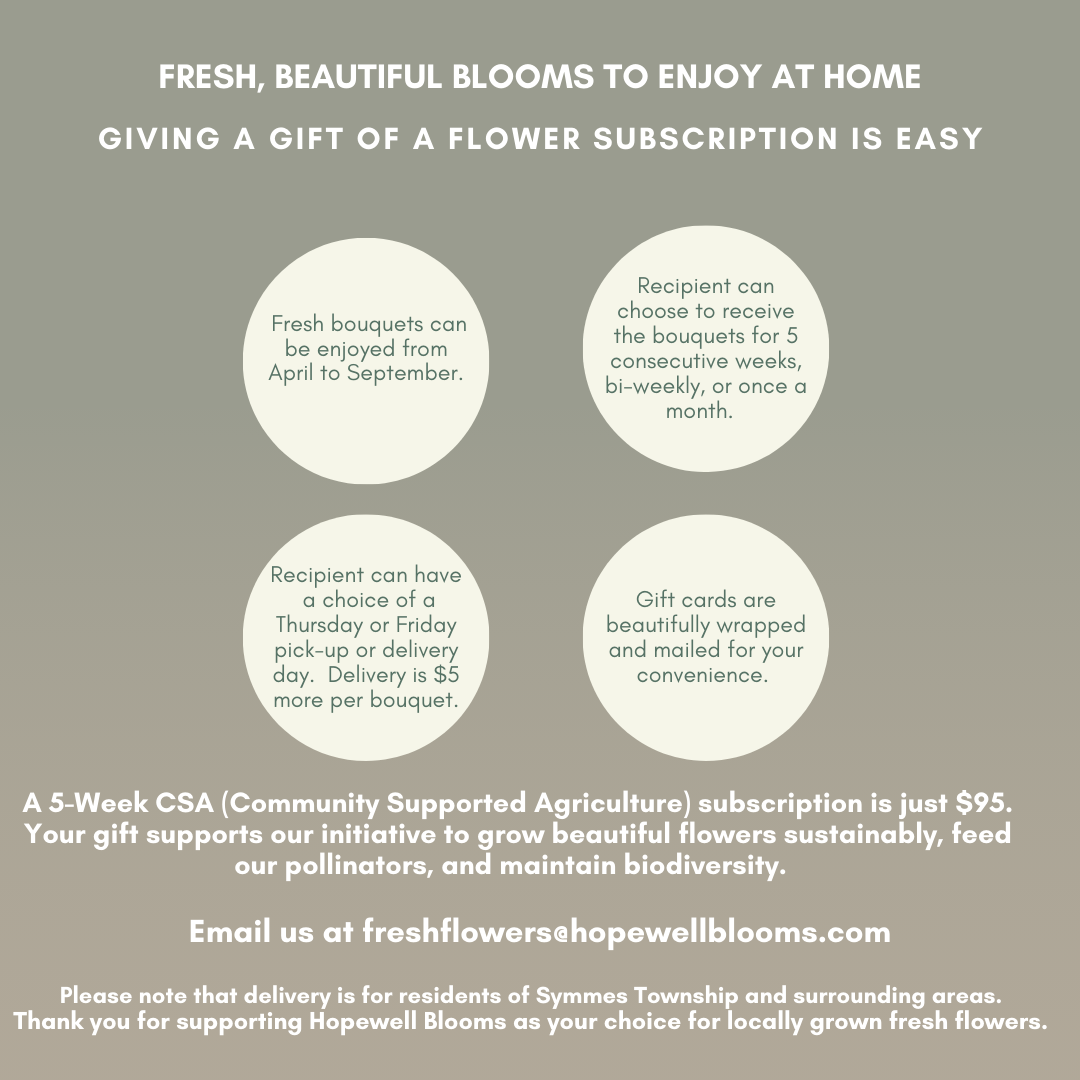 FRESH, BEAUTIFUL BLOOMS TO ENJOY AT HOME
GIVING A GIFT OF A FLOWER SUBSCRIPTION IS EASY
Fresh bouquets can
be enjoyed from
April to September.
Recipient can
choose to receive
the bouquets for 5
consecutive weeks,
bi-weekly, or once a
month.
Recipient can have
a choice of a
Thursday or Friday
pick-up or delivery
day. Delivery is $5
more per bouquet.
Gift cards are
beautifully wrapped
and mailed for your
convenience.
A 5-Week CSA (Community Supported Agriculture) subscription is just $95.
Your gift supports our initiative to grow beautiful flowers sustainably, feed
our pollinators, and maintain biodiversity.
Email us at freshflowers@hopewellblooms.com
Please note that delivery is for residents of Symmes Township and surrounding areas.
Thank you for supporting Hopewell Blooms as your choice for locally grown fresh flowers.